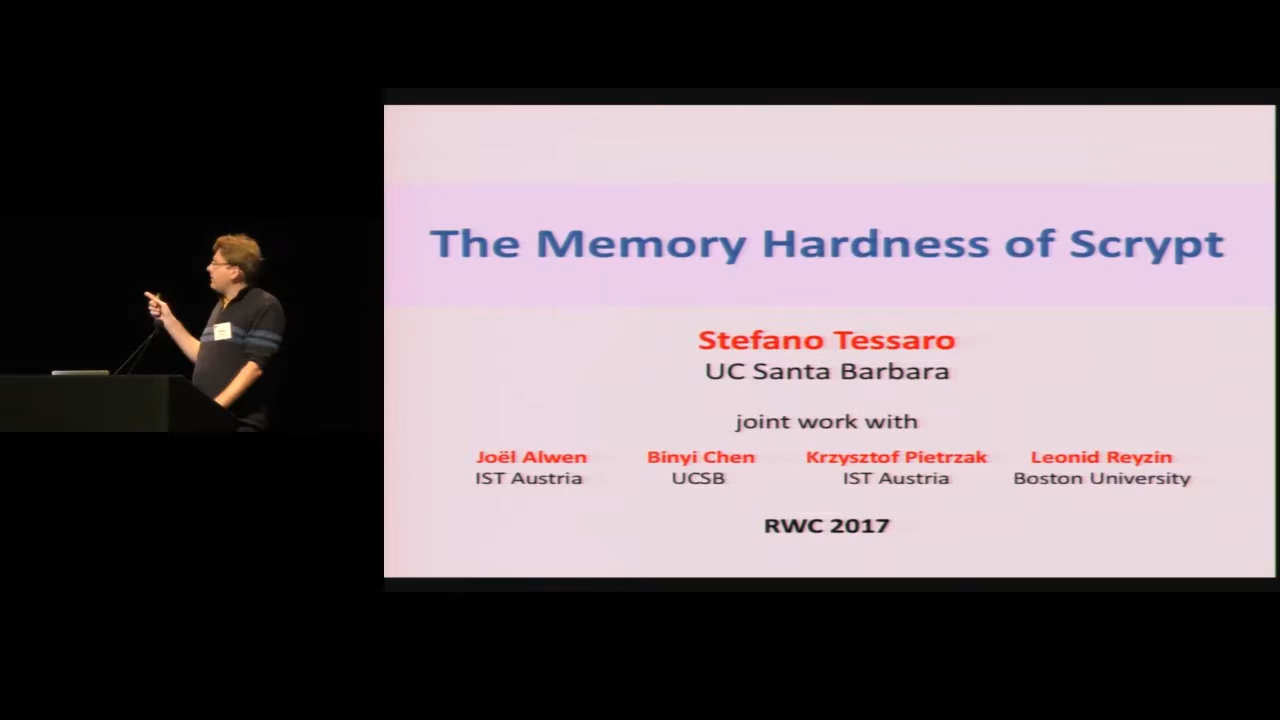 The Memory Hardness of Scrypt
Stefano Tessaro
UC Santa Barbara
joint work with
Joël Alwen Binyi Chen Krzysztof Pietrzak Leonid Reyzin
IST Austria UCSB IST Austria Boston University
RWC 2017